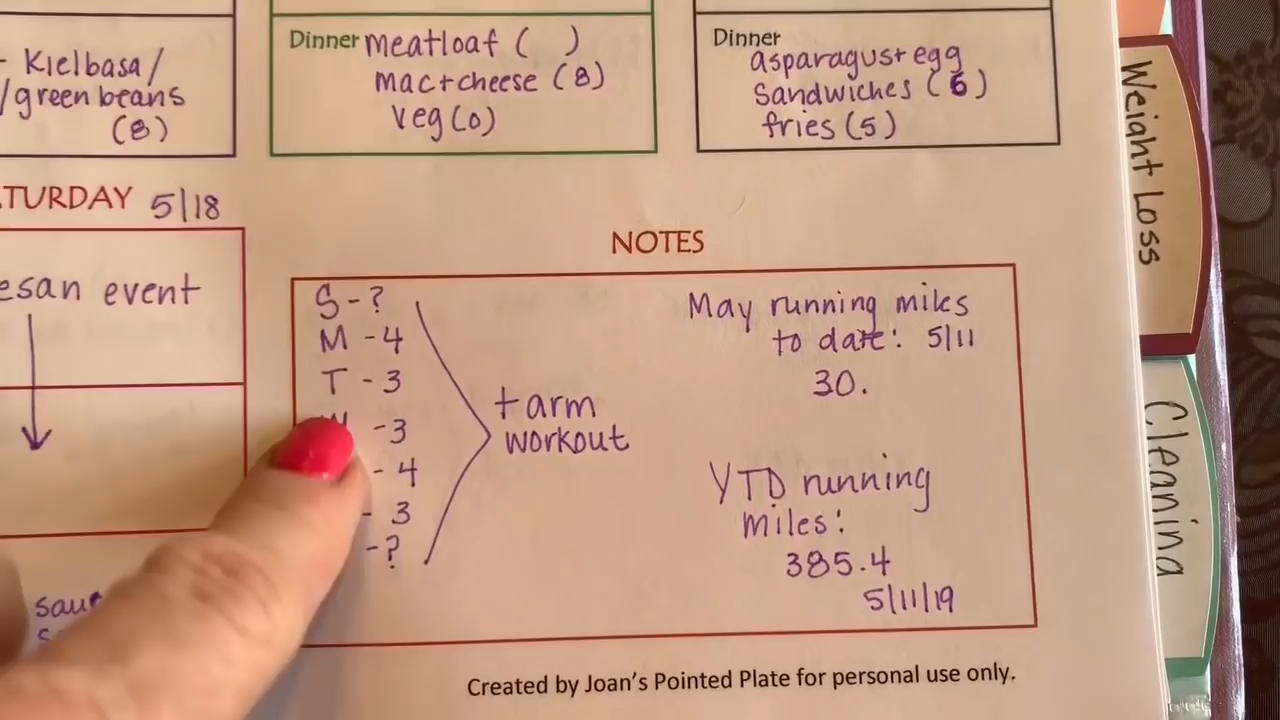 Kielbasa/
/green beans
(8)
Dinner meatloaf ( )
mac + cheese (8)
veg (0)
Dinner
asparagus + egg
sandwiches (6)
fries (5)
TURDAY 5/18
esan event
NOTES
S - ?
M - 4
T - 3
W - 3
- 4
- 3
- ?
+ arm
workout
May running miles
to date: 5/11
30.
YTD running
miles:
385.4
5/11/19
Created by Joan's Pointed Plate for personal use only.
Weight Loss
Cleaning